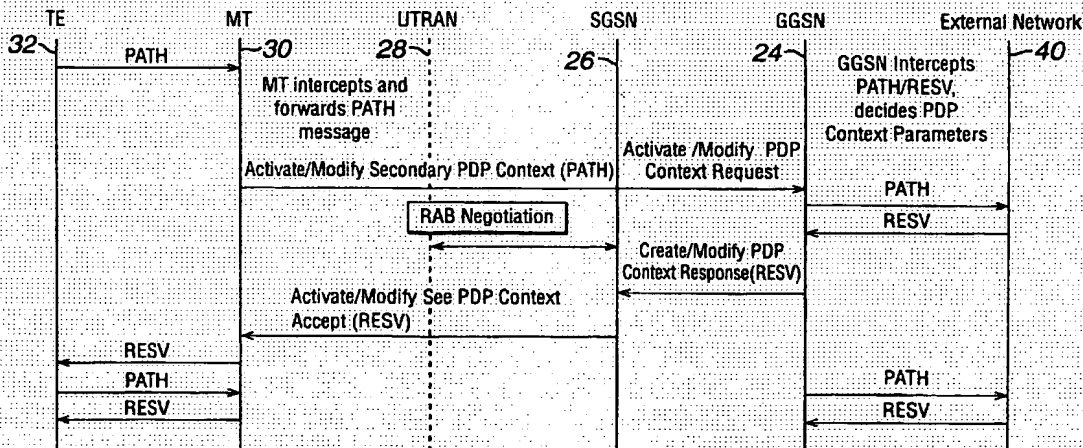 TE MT UTRAN SGSN GGSN External Network
32 30 28 26 24 40
PATH
MT intercepts and
forwards PATH
message
GGSN Intercepts
PATH/RESV,
decides PDP
Context Parameters
Activate/Modify Secondary PDP Context (PATH)
Activate /Modify PDP
Context Request
PATH
RAB Negotiation
RESV
Create/Modify PDP
Context Response(RESV)
Activate/Modify See PDP Context
Accept (RESV)
RESV
PATH
RESV
PATH
RESV